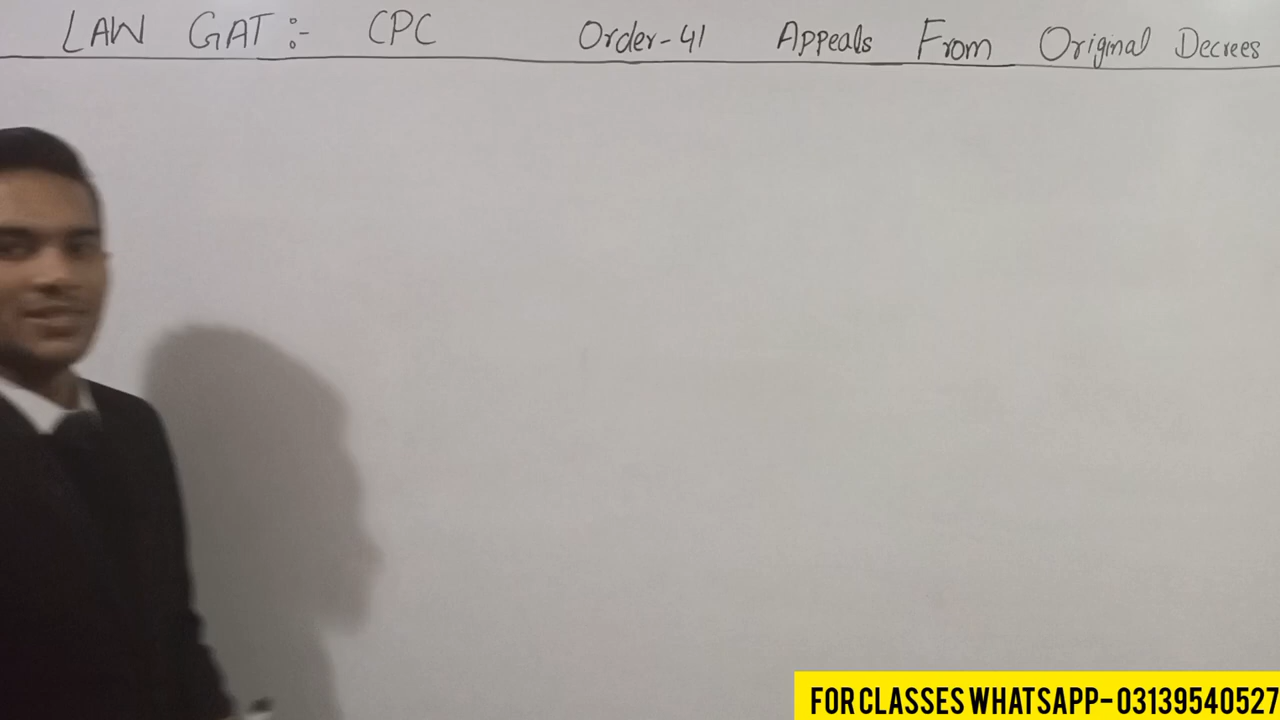 LAW GAT:- CPC Order-41 Appeals From Original Decrees
FOR CLASSES WHATSAPP-03139540527